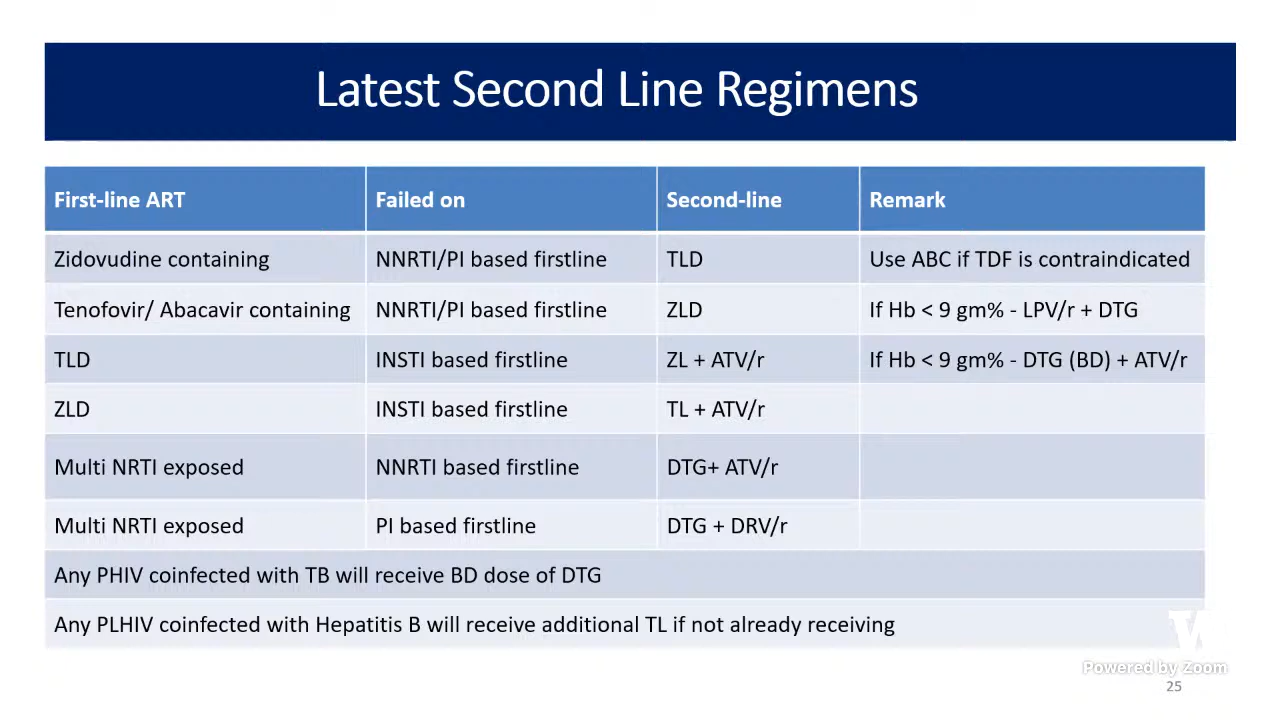 Latest Second Line Regimens
First-line ART Failed on Second-line Remark
Zidovudine containing NNRTI/PI based firstline TLD Use ABC if TDF is contraindicated
Tenofovir/ Abacavir containing NNRTI/PI based firstline ZLD If Hb < 9 gm% - LPV/r + DTG
TLD INSTI based firstline ZL + ATV/r If Hb < 9 gm% - DTG (BD) + ATV/r
ZLD INSTI based firstline TL + ATV/r
Multi NRTI exposed NNRTI based firstline DTG+ ATV/r
Multi NRTI exposed PI based firstline DTG + DRV/r
Any PHIV coinfected with TB will receive BD dose of DTG
Any PLHIV coinfected with Hepatitis B will receive additional TL if not already receiving
W
Powered by Zoom
25